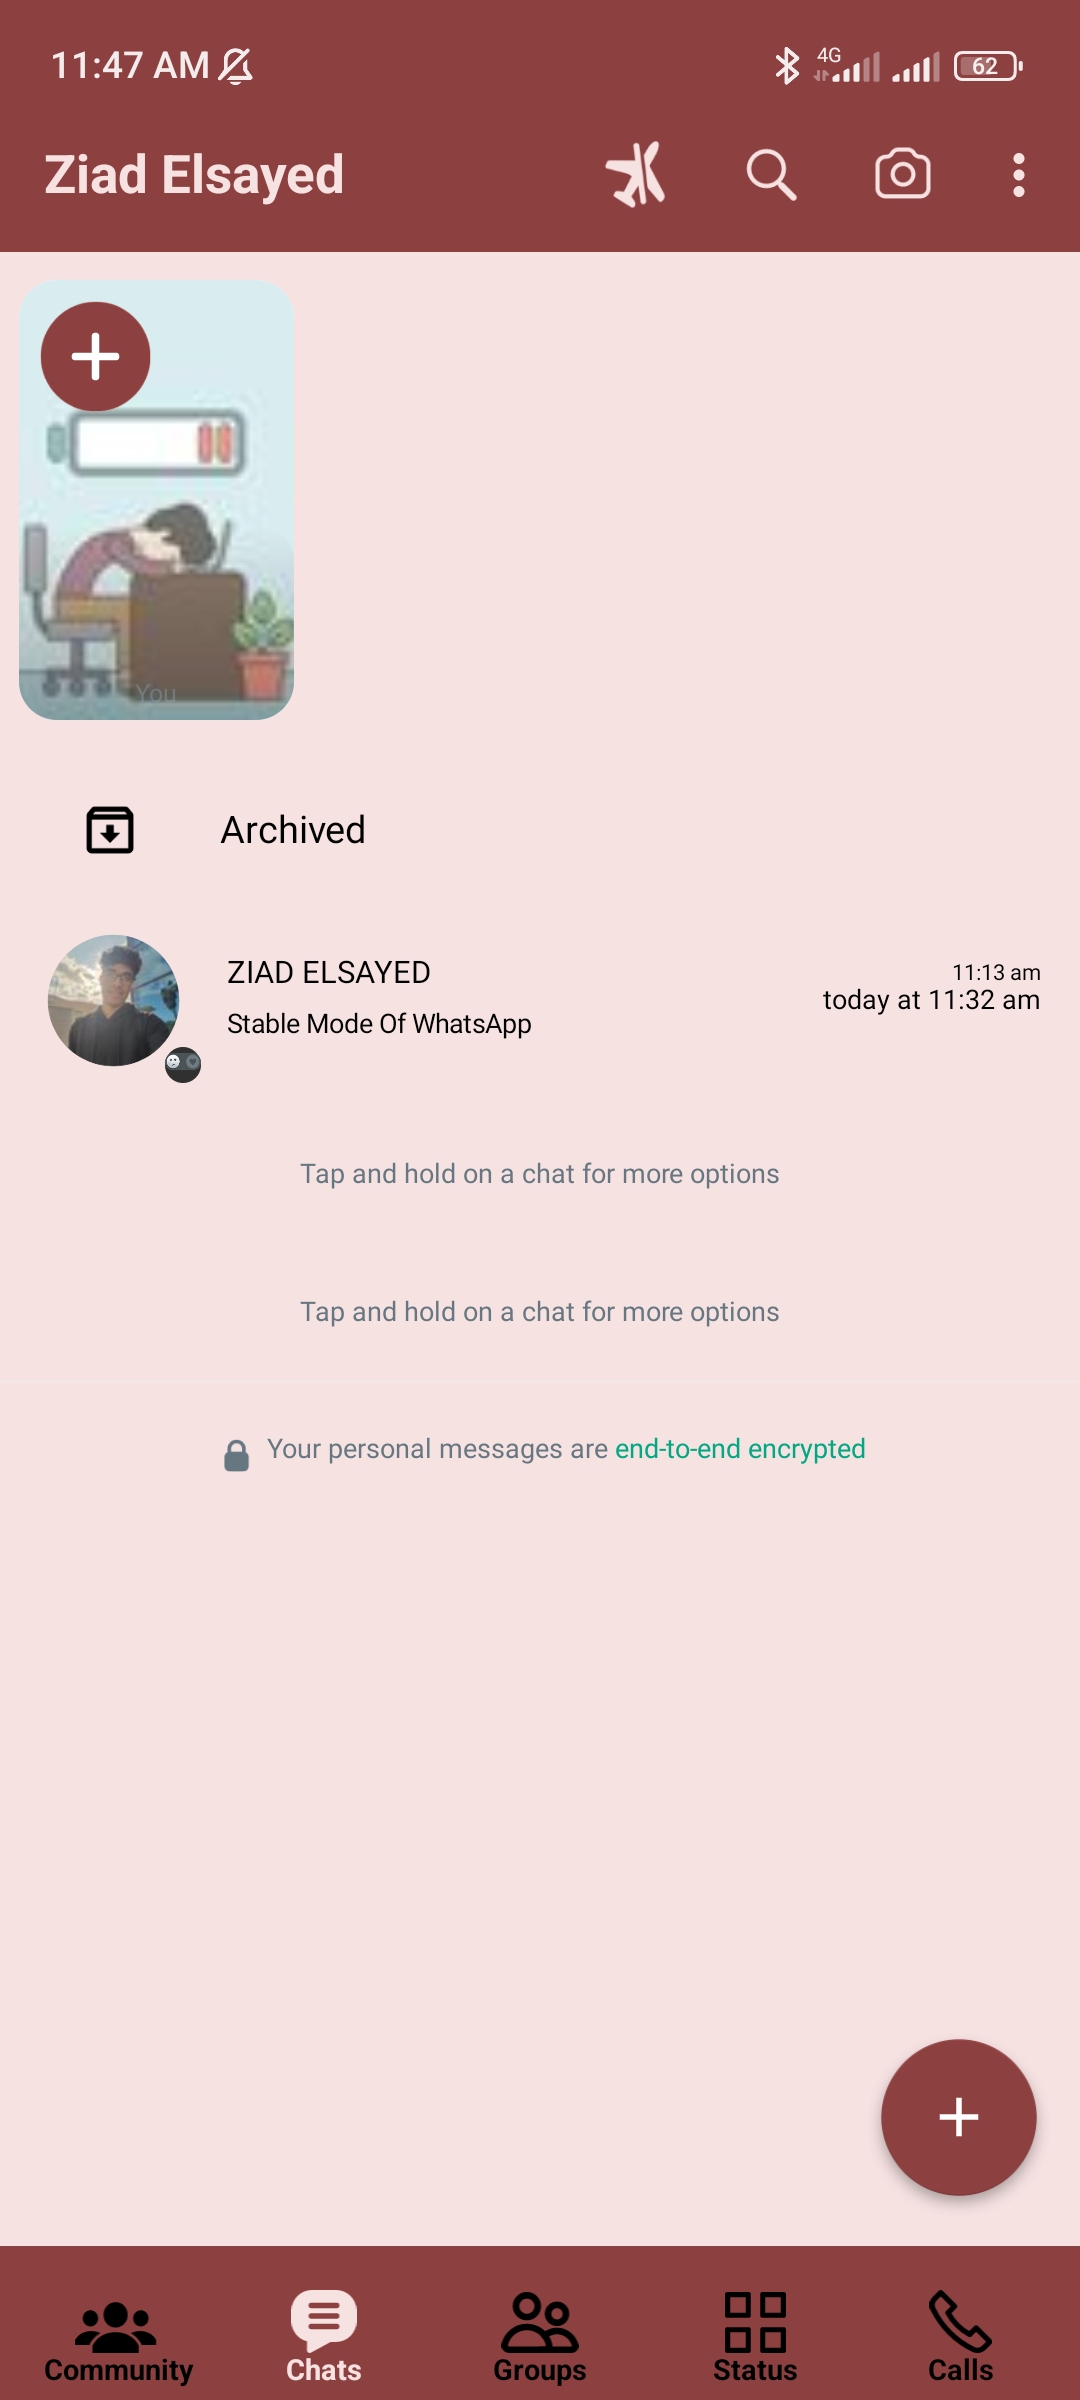 11:47 AM
4G
62
Ziad Elsayed
You
Archived
ZIAD ELSAYED
11:13 am
Stable Mode Of WhatsApp
today at 11:32 am
Tap and hold on a chat for more options
Tap and hold on a chat for more options
Your personal messages are end-to-end encrypted
Community
Chats
Groups
Status
Calls